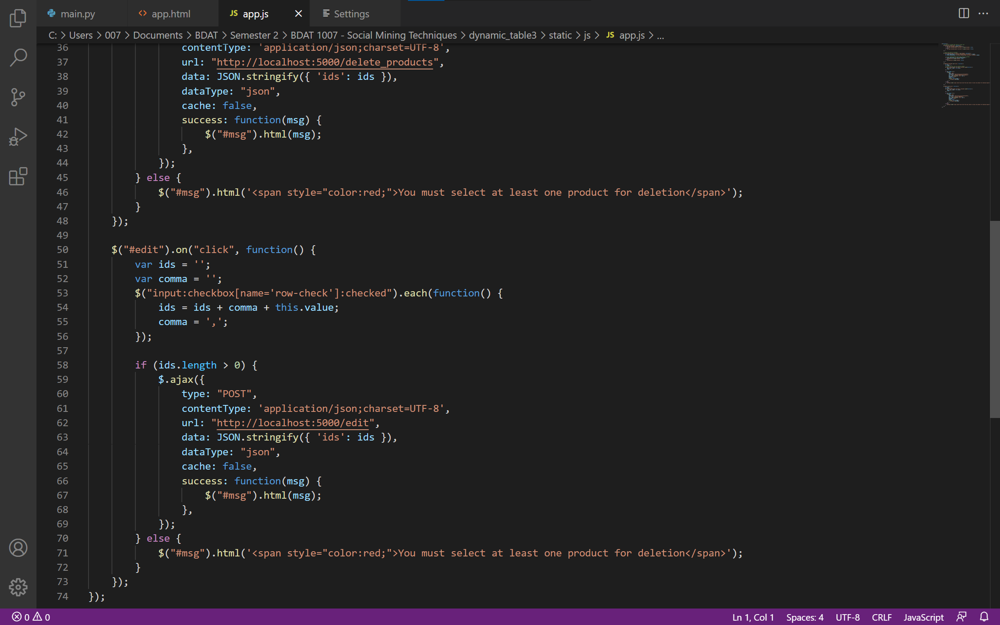 main.py app.html JS app.js Settings
C: > Users > 007 > Documents > BDAT > Semester 2 > BDAT 1007 - Social Mining Techniques > dynamic_table3 > static > js > JS app.js > ...
36 contentType: 'application/json;charset=UTF-8',
37 url: "http://localhost:5000/delete_products",
38 data: JSON.stringify({ 'ids': ids }),
39 dataType: "json",
40 cache: false,
41 success: function(msg) {
42 $("#msg").html(msg);
43 },
44 });
45 } else {
46 $("#msg").html('<span style="color:red;">You must select at least one product for deletion</span>');
47 }
48 });
49
50 $("#edit").on("click", function() {
51 var ids = '';
52 var comma = '';
53 $("input:checkbox[name='row-check']:checked").each(function() {
54 ids = ids + comma + this.value;
55 comma = ',';
56 });
57
58 if (ids.length > 0) {
59 $.ajax({
60 type: "POST",
61 contentType: 'application/json;charset=UTF-8',
62 url: "http://localhost:5000/edit",
63 data: JSON.stringify({ 'ids': ids }),
64 dataType: "json",
65 cache: false,
66 success: function(msg) {
67 $("#msg").html(msg);
68 },
69 });
70 } else {
71 $("#msg").html('<span style="color:red;">You must select at least one product for deletion</span>');
72 }
73 });
74 });
0 0 Ln 1, Col 1 Spaces: 4 UTF-8 CRLF JavaScript